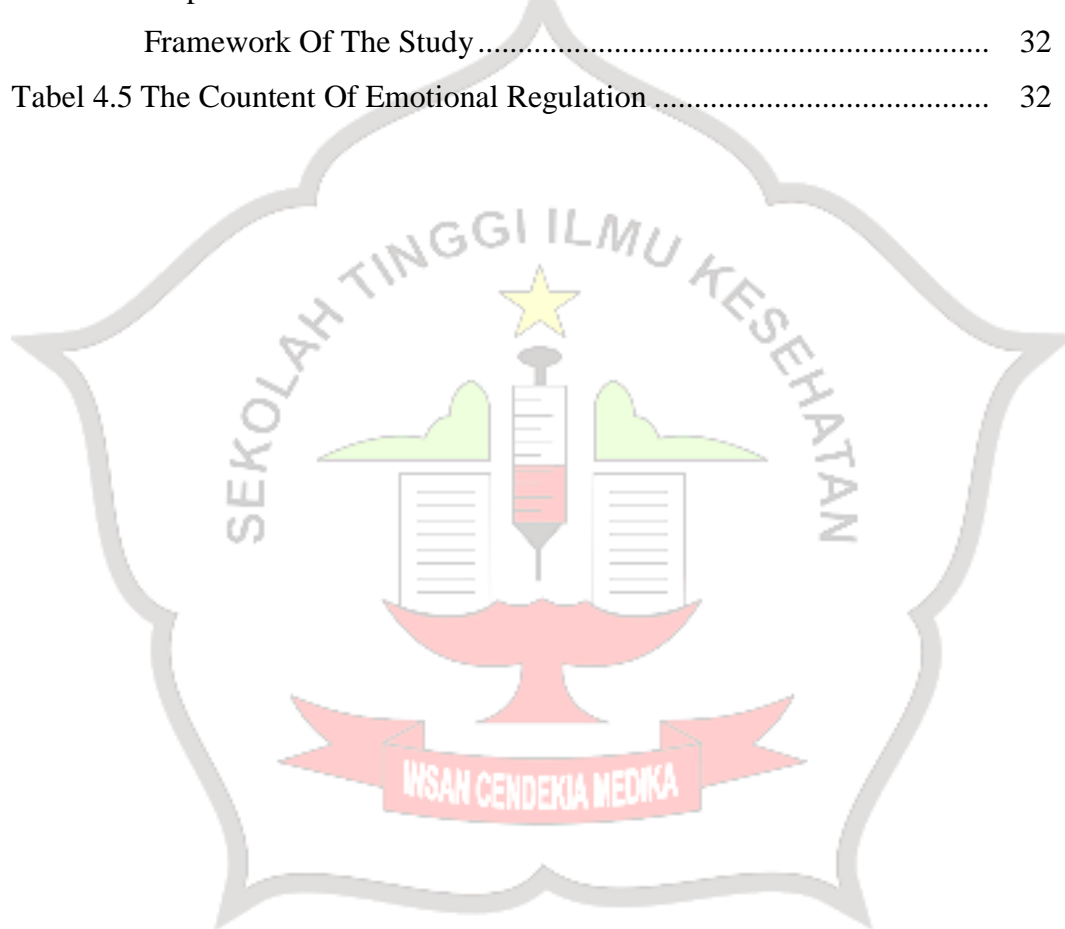 Framework Of The Study ................................................................. 32
Tabel 4.5 The Countent Of Emotional Regulation ........................................... 32
SEKOLAH TINGGI ILMU KESEHATAN
INSAN CENDEKIA MEDIKA